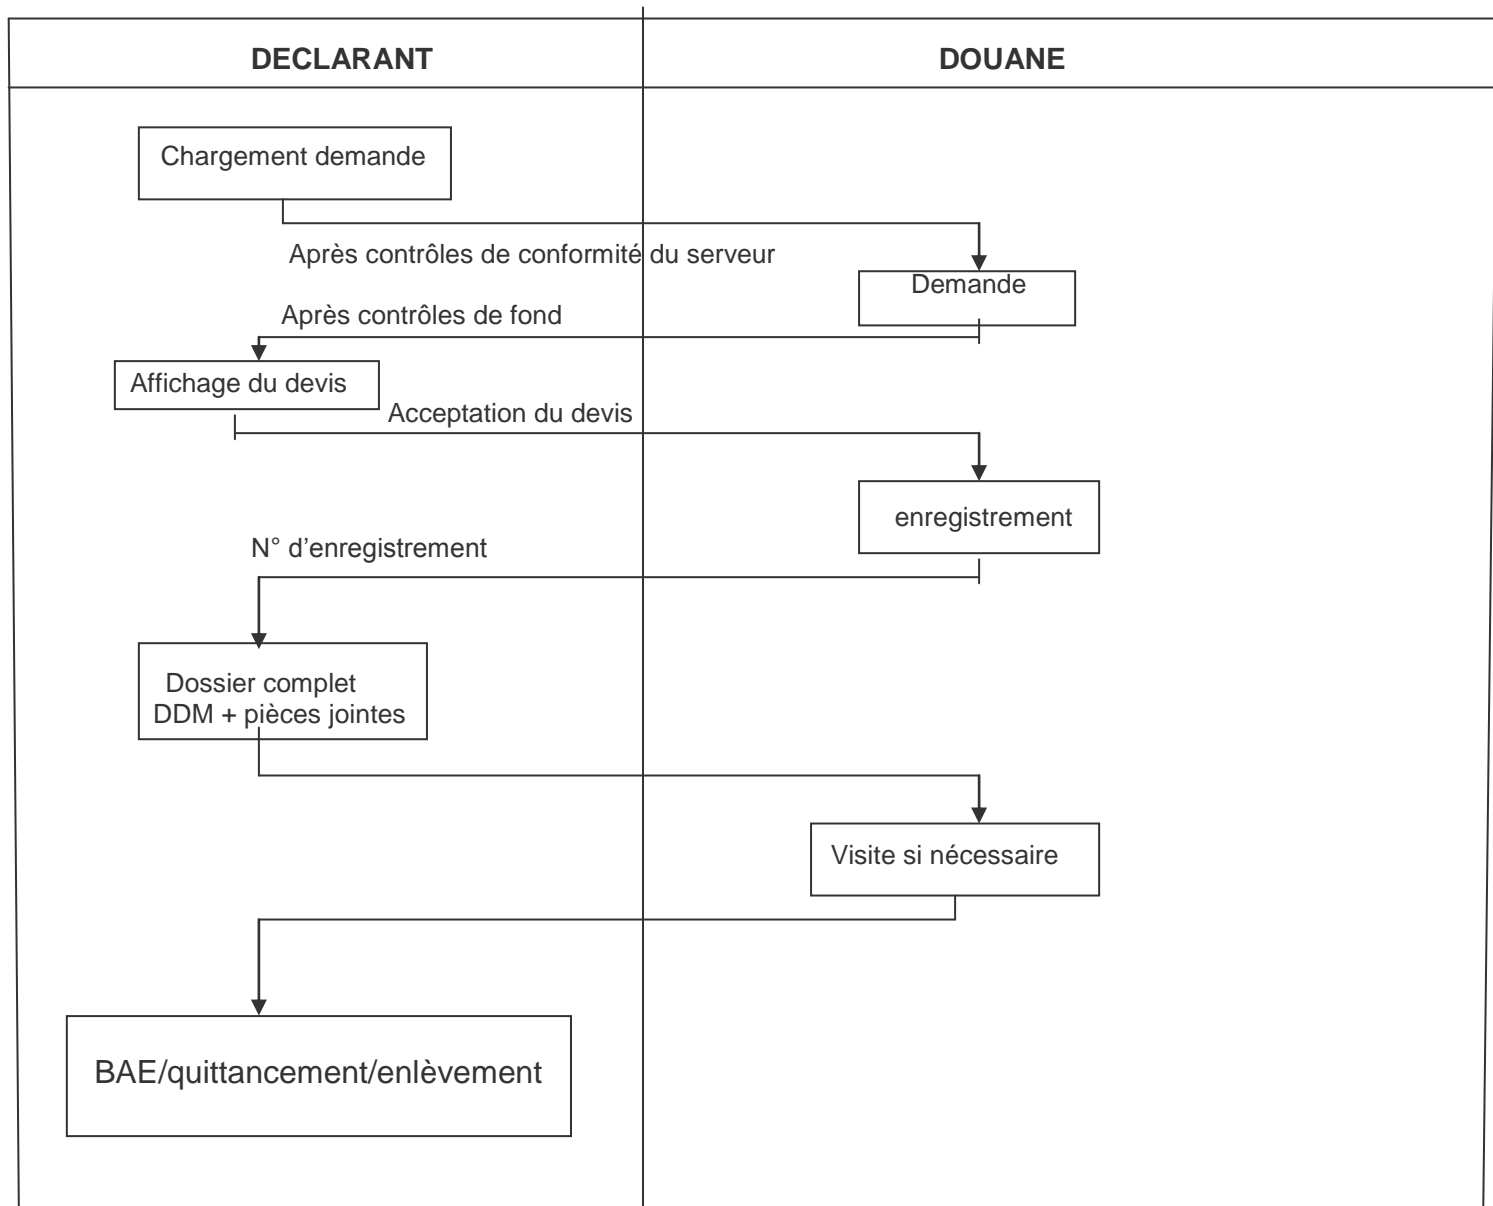 DECLARANT
DOUANE
Chargement demande
Après contrôles de conformité du serveur
Demande
Après contrôles de fond
Affichage du devis
Acceptation du devis
enregistrement
N° d’enregistrement
Dossier complet
DDM + pièces jointes
Visite si nécessaire
BAE/quittancement/enlèvement